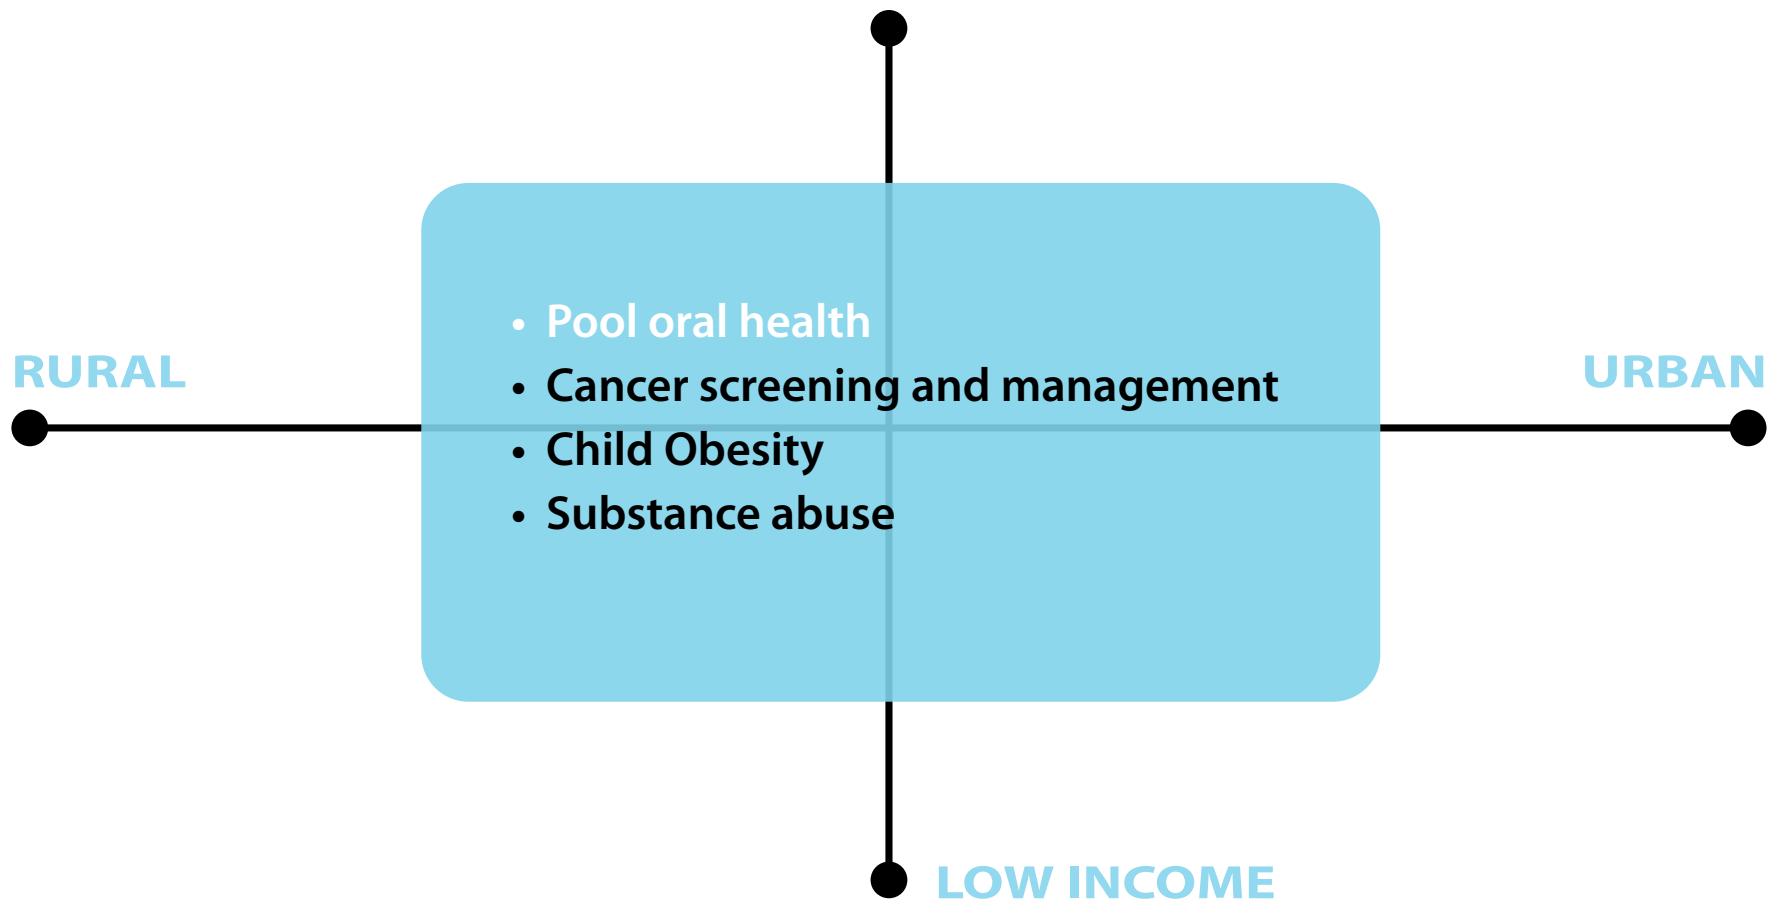 • Pool oral health
RURAL
URBAN
• Cancer screening and management
• Child Obesity
• Substance abuse
LOW INCOME